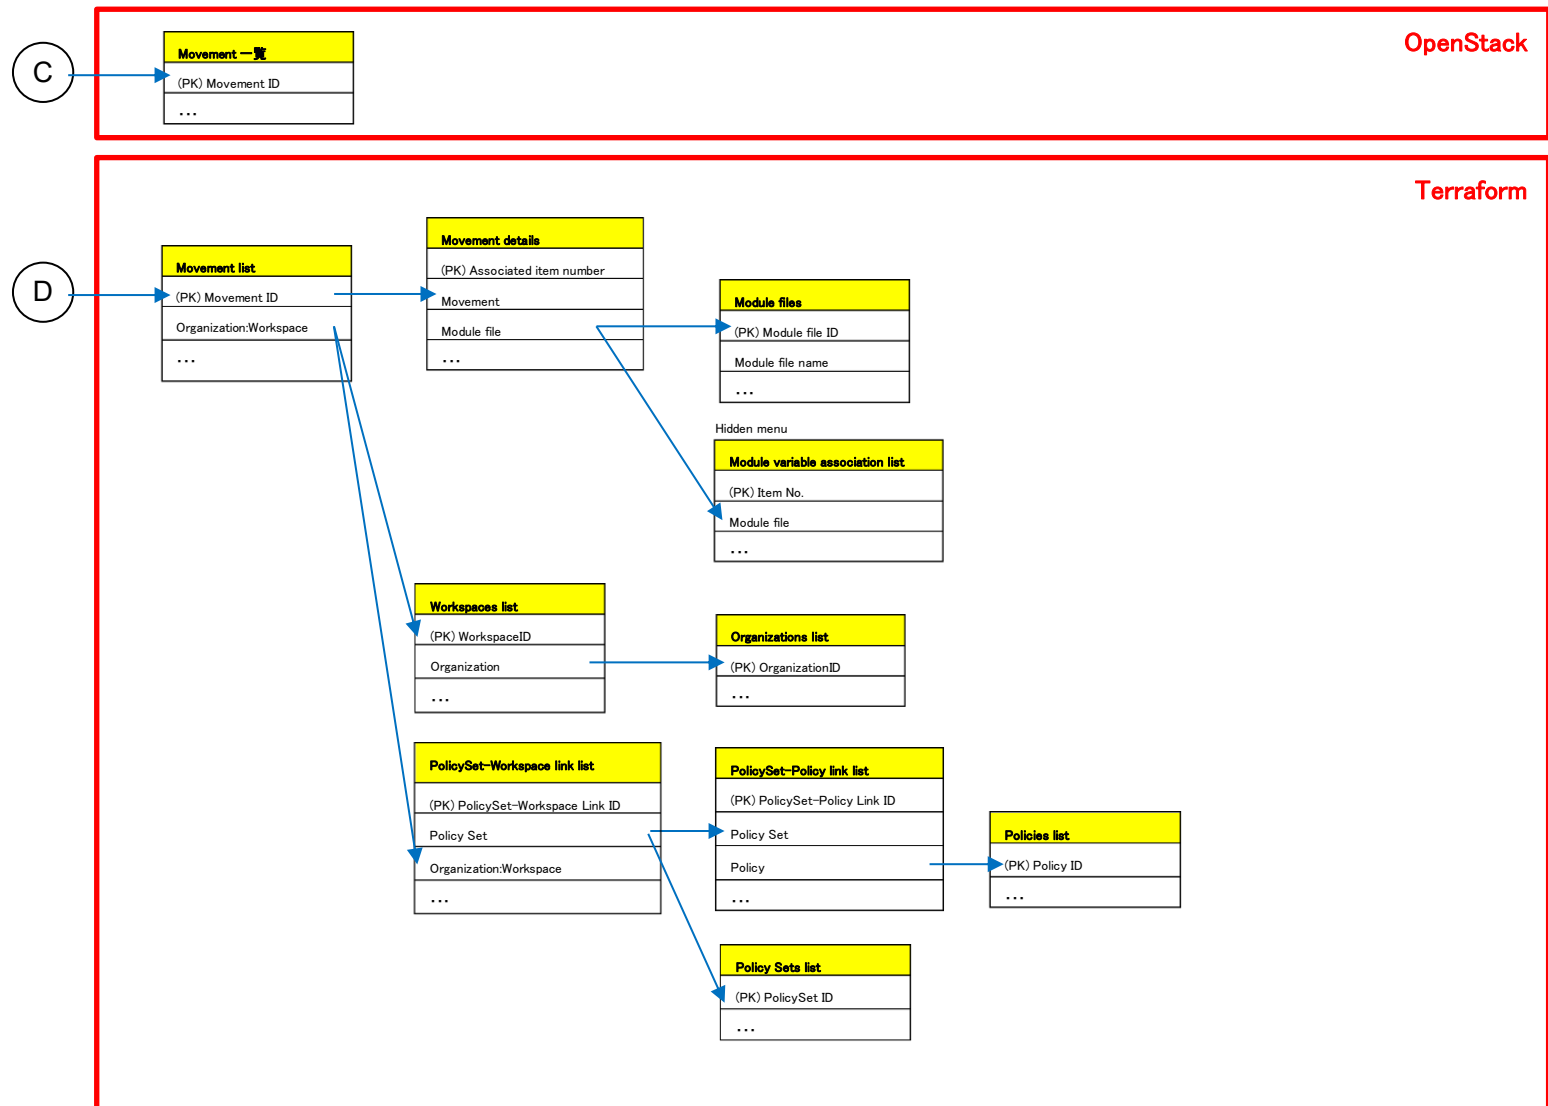 OpenStack
C
Movement 一覧
(PK) Movement ID
...
Terraform
D
Movement list
(PK) Movement ID
Organization:Workspace
...
Movement details
(PK) Associated item number
Movement
Module file
...
Module files
(PK) Module file ID
Module file name
...
Hidden menu
Module variable association list
(PK) Item No.
Module file
...
Workspaces list
(PK) WorkspaceID
Organization
...
Organizations list
(PK) OrganizationID
...
PolicySet-Workspace link list
(PK) PolicySet-Workspace Link ID
Policy Set
Organization:Workspace
...
PolicySet-Policy link list
(PK) PolicySet-Policy Link ID
Policy Set
Policy
...
Policies list
(PK) Policy ID
...
Policy Sets list
(PK) PolicySet ID
...